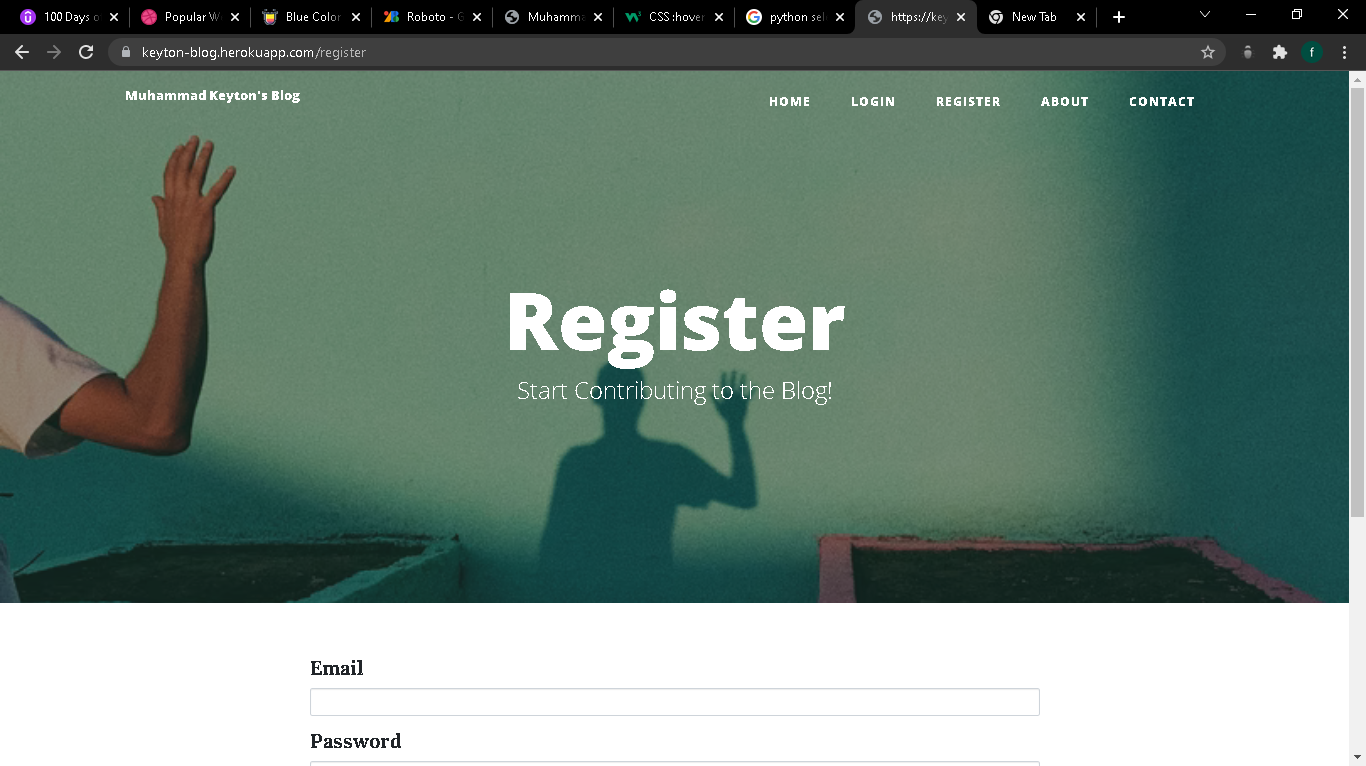 100 Days o
Popular W
Blue Color
Roboto - G
Muhamma
CSS :hover
python sel
https://key
New Tab
keyton-blog.herokuapp.com/register
f
Muhammad Keyton's Blog
HOME LOGIN REGISTER ABOUT CONTACT
Register
Start Contributing to the Blog!
Email
Password